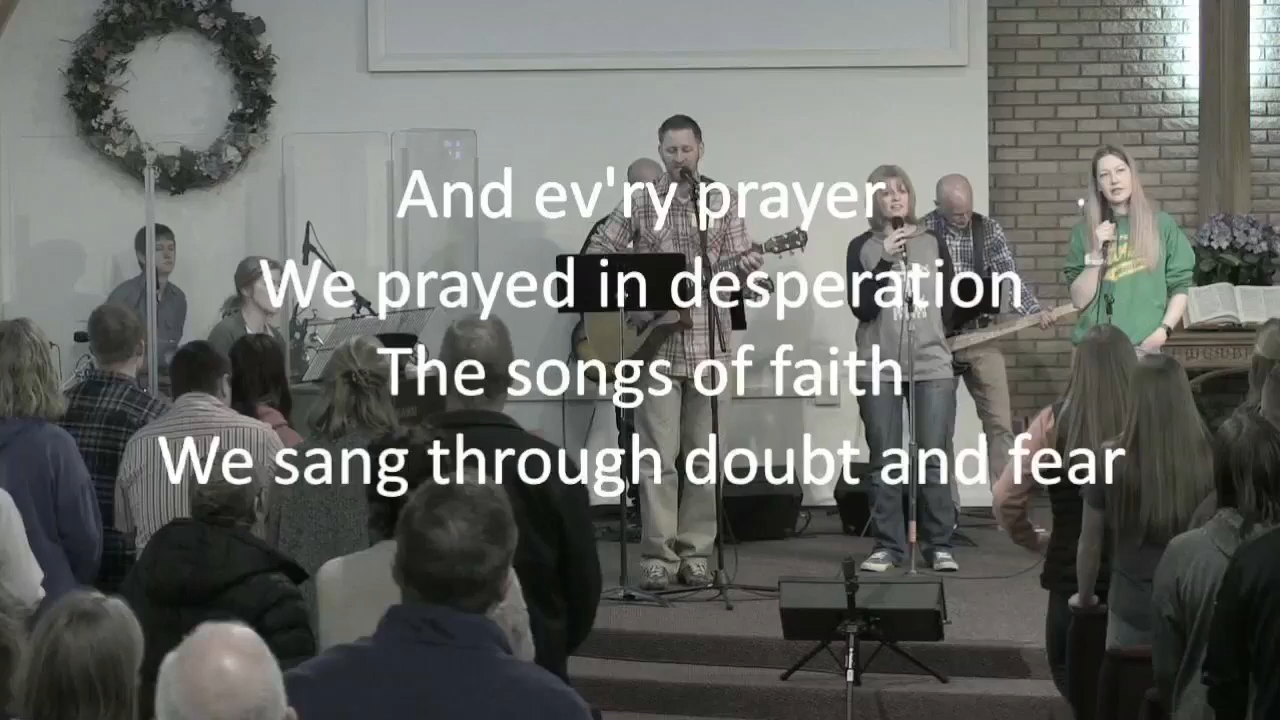 And ev'ry prayer
We prayed in desperation
The songs of faith
We sang through doubt and fear